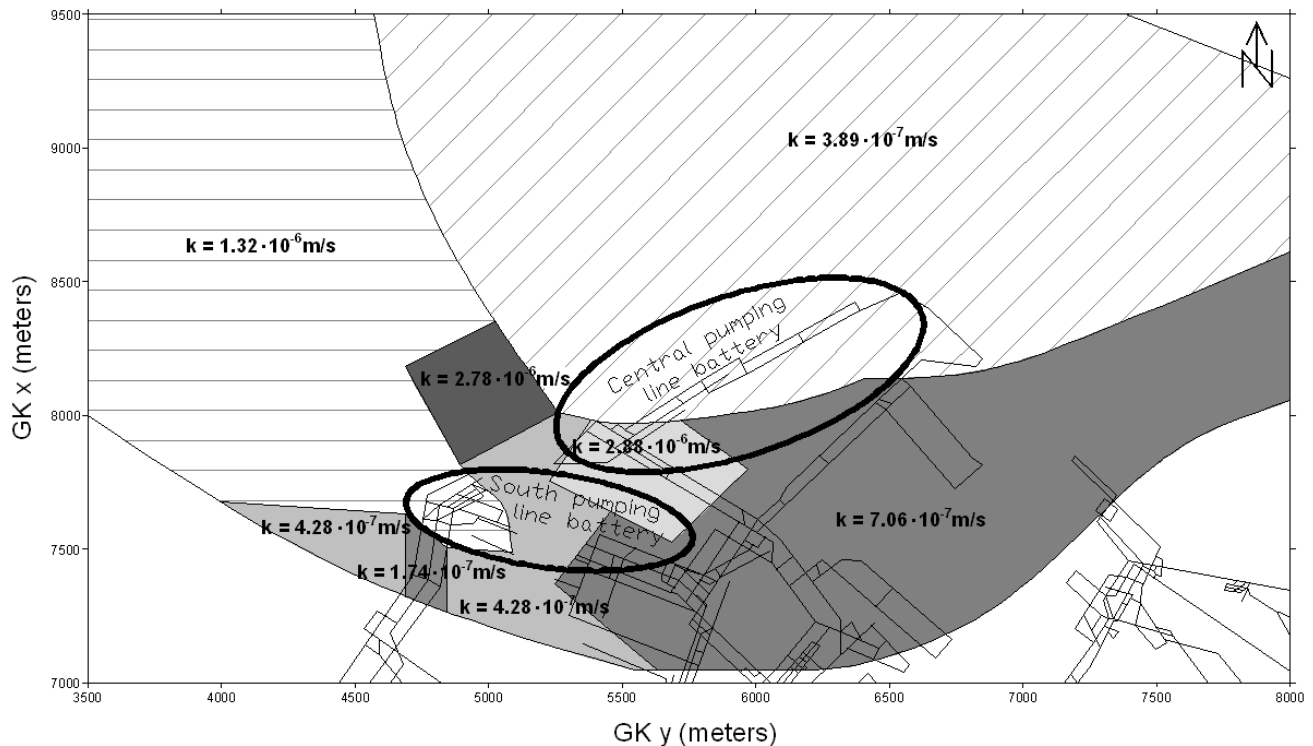 9500
9000
8500
8000
7500
7000
GK x (meters)
N
k = 3.89·10⁻⁷m/s
k = 1.32·10⁻⁶m/s
Central pumping
line battery
k = 2.78·10⁻⁶m/s
k = 2.88·10⁻⁶m/s
South pumping
line battery
k = 4.28·10⁻⁷m/s
k = 7.06·10⁻⁷m/s
k = 1.74·10⁻⁷m/s
k = 4.28·10⁻⁷m/s
3500 4000 4500 5000 5500 6000 6500 7000 7500 8000
GK y (meters)